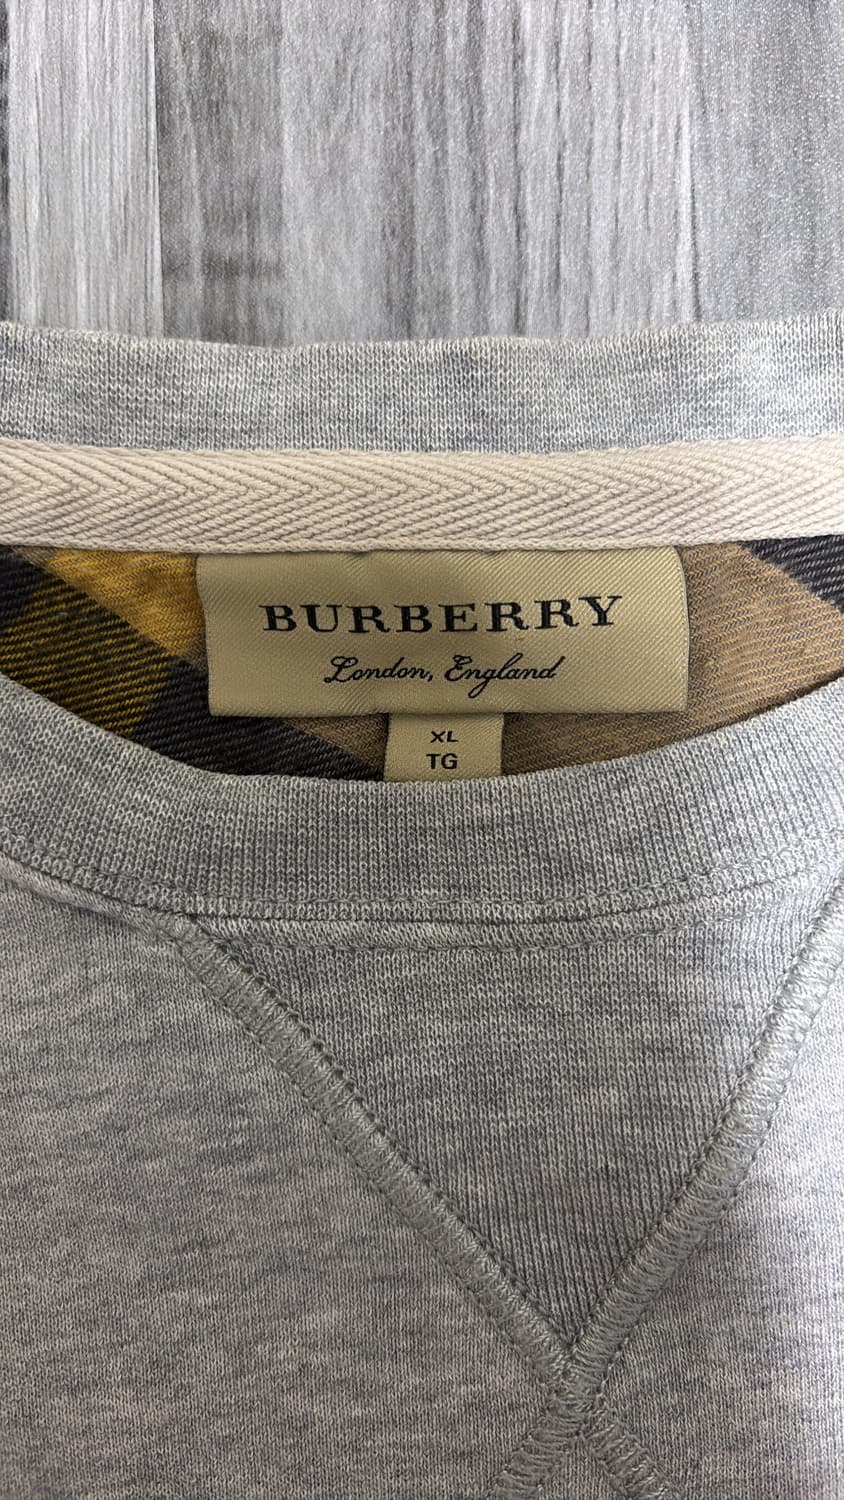 BURBERRY
London, England
XL
TG